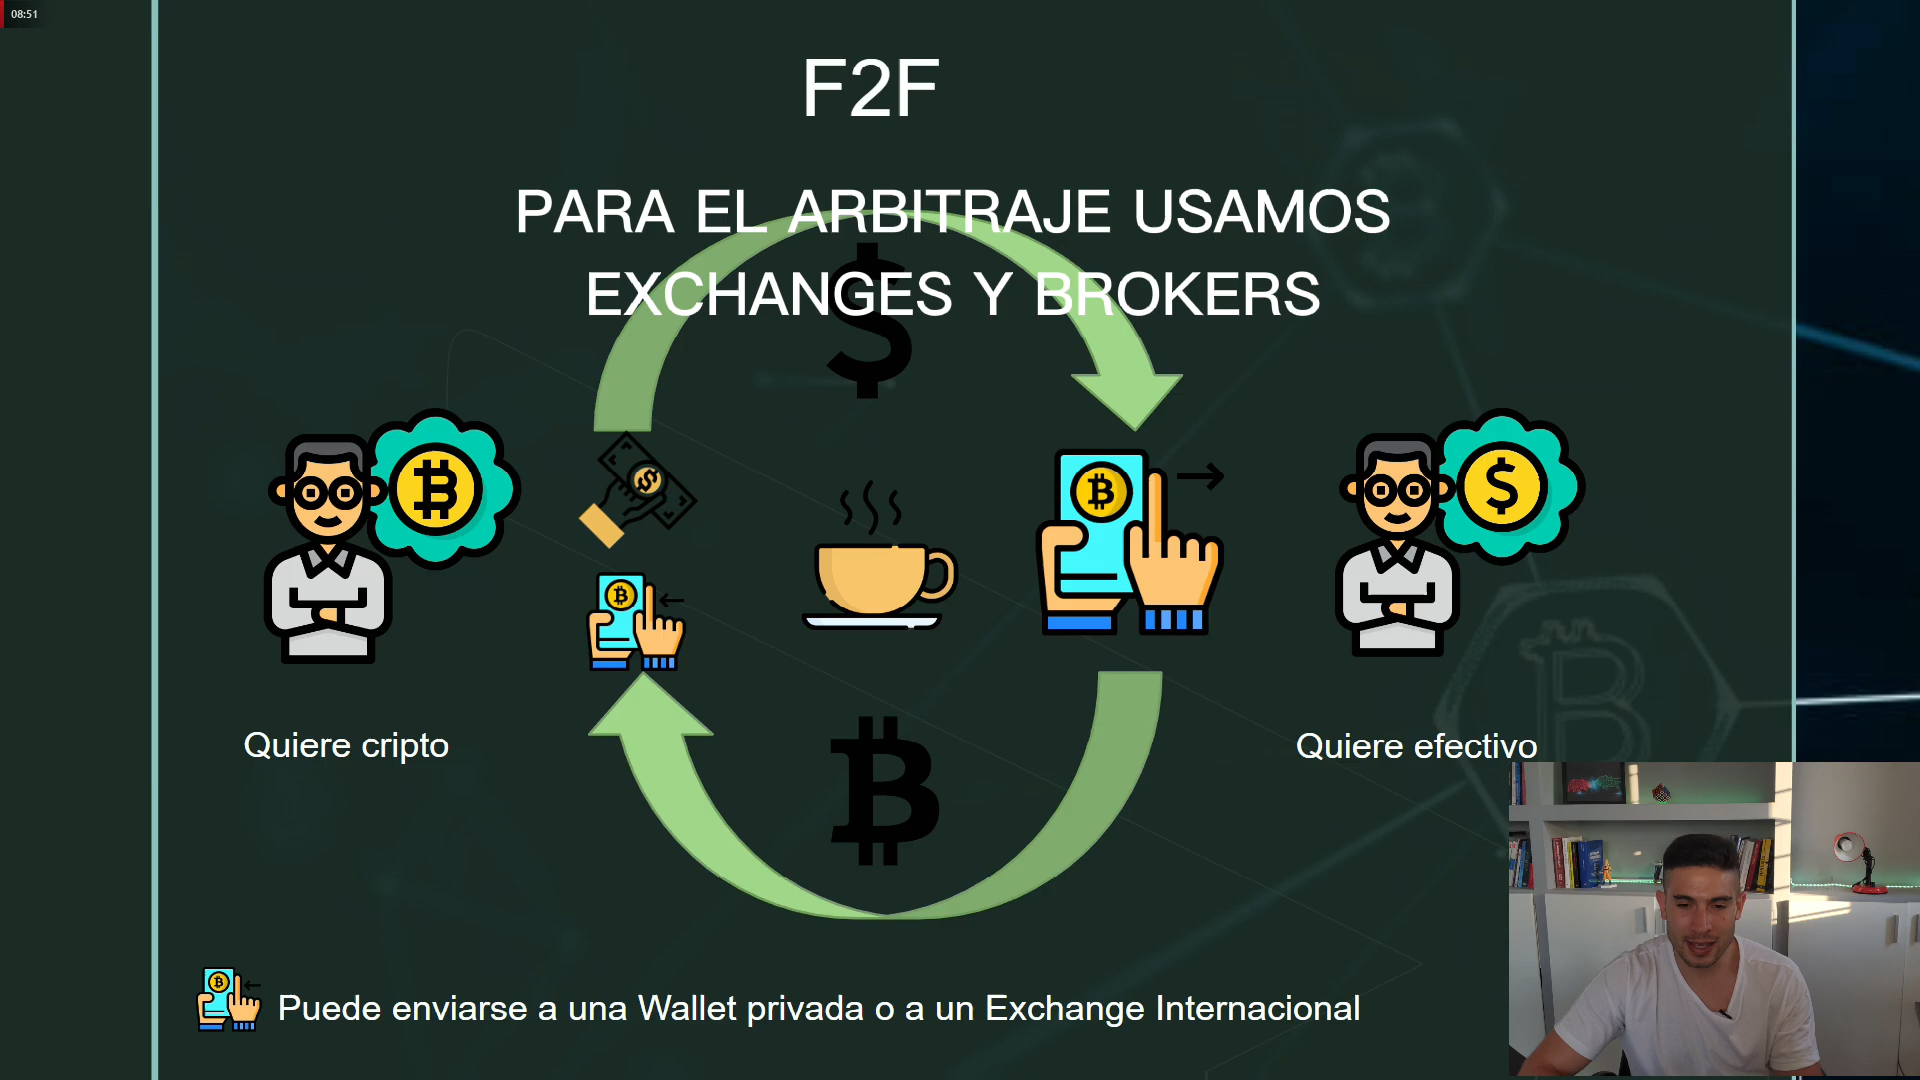 08:51
F2F
PARA EL ARBITRAJE USAMOS
EXCHANGES Y BROKERS
Quiere cripto
Quiere efectivo
Puede enviarse a una Wallet privada o a un Exchange Internacional